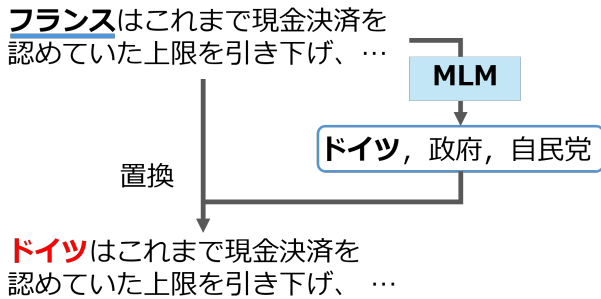 フランスはこれまで現金決済を
認めていた上限を引き下げ、…
MLM
ドイツ，政府，自民党
置換
ドイツはこれまで現金決済を
認めていた上限を引き下げ、…